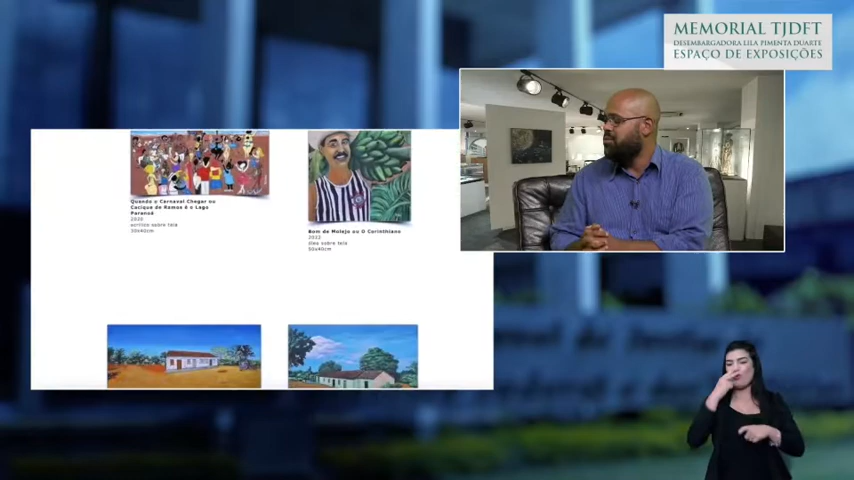 MEMORIAL TJDFT
DESEMBARGADORA LILA PIMENTA DUARTE
ESPAÇO DE EXPOSIÇÕES
Quando o Carnaval Chegar ou
Cacique de Ramos é o Lago
Paranoá
2020
acrílico sobre tela
30x40cm
Bom de Molejo ou O Corinthiano
2022
óleo sobre tela
50x40cm